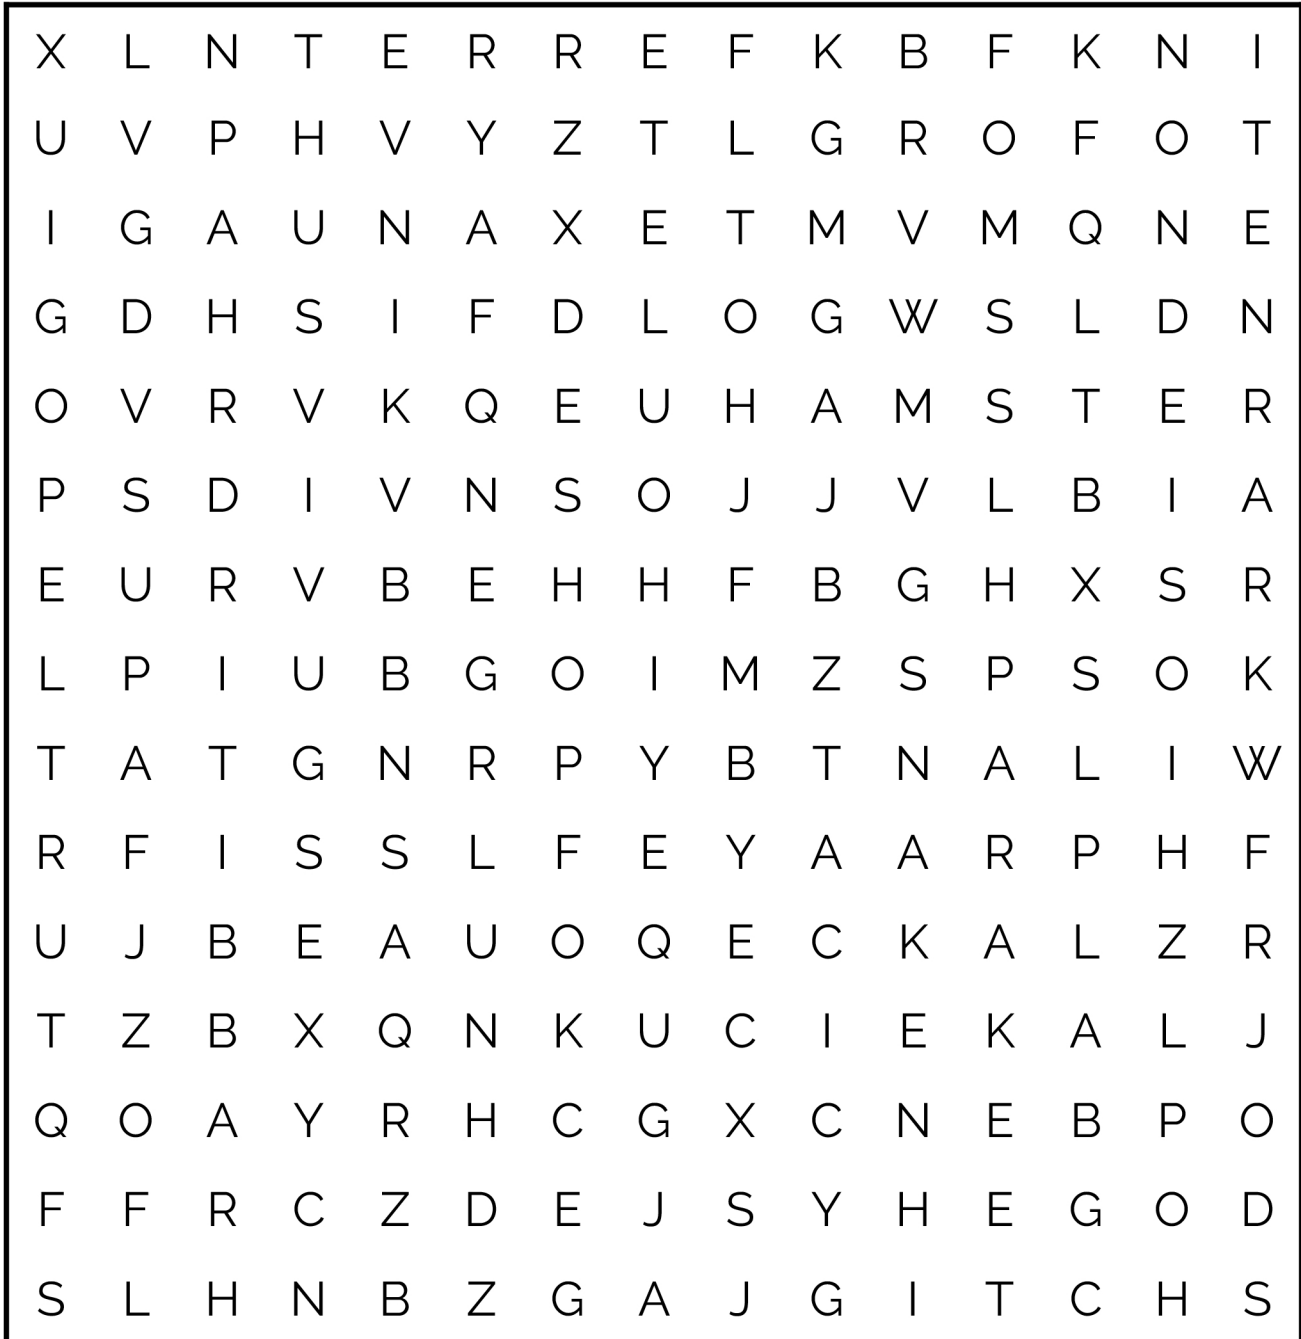 X L N T E R R E F K B F K N I
U V P H V Y Z T L G R O F O T
I G A U N A X E T M V M Q N E
G D H S I F D L O G W S L D N
O V R V K Q E U H A M S T E R
P S D I V N S O J J V L B I A
E U R V B E H H F B G H X S R
L P I U B G O I M Z S P S O K
T A T G N R P Y B T N A L I W
R F I S S L F E Y A A R P H F
U J B E A U O Q E C K A L Z R
T Z B X Q N K U C I E K A L J
Q O A Y R H C G X C N E B P O
F F R C Z D E J S Y H E G O D
S L H N B Z G A J G I T C H S